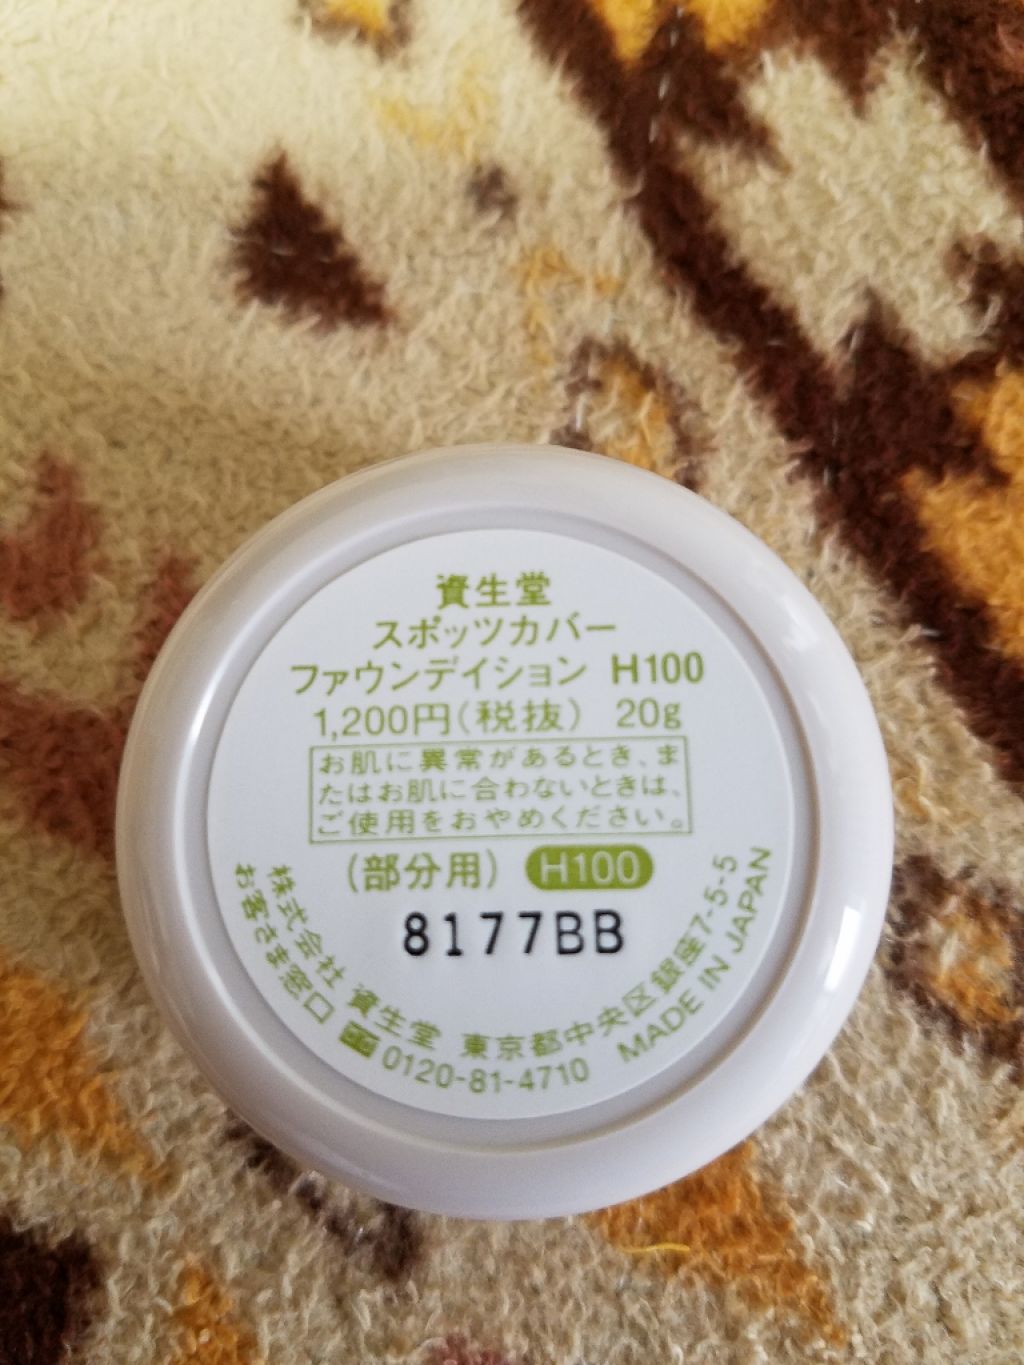 資生堂
スポッツカバー
ファウンデイション H100
1,200円(税抜) 20g
お肌に異常があるとき、ま
たはお肌に合わないときは、
ご使用をおやめください。
(部分用) H100
8177BB
株式会社 資生堂 東京都中央区銀座7-5-5
お客さま窓口 0120-81-4710 MADE IN JAPAN